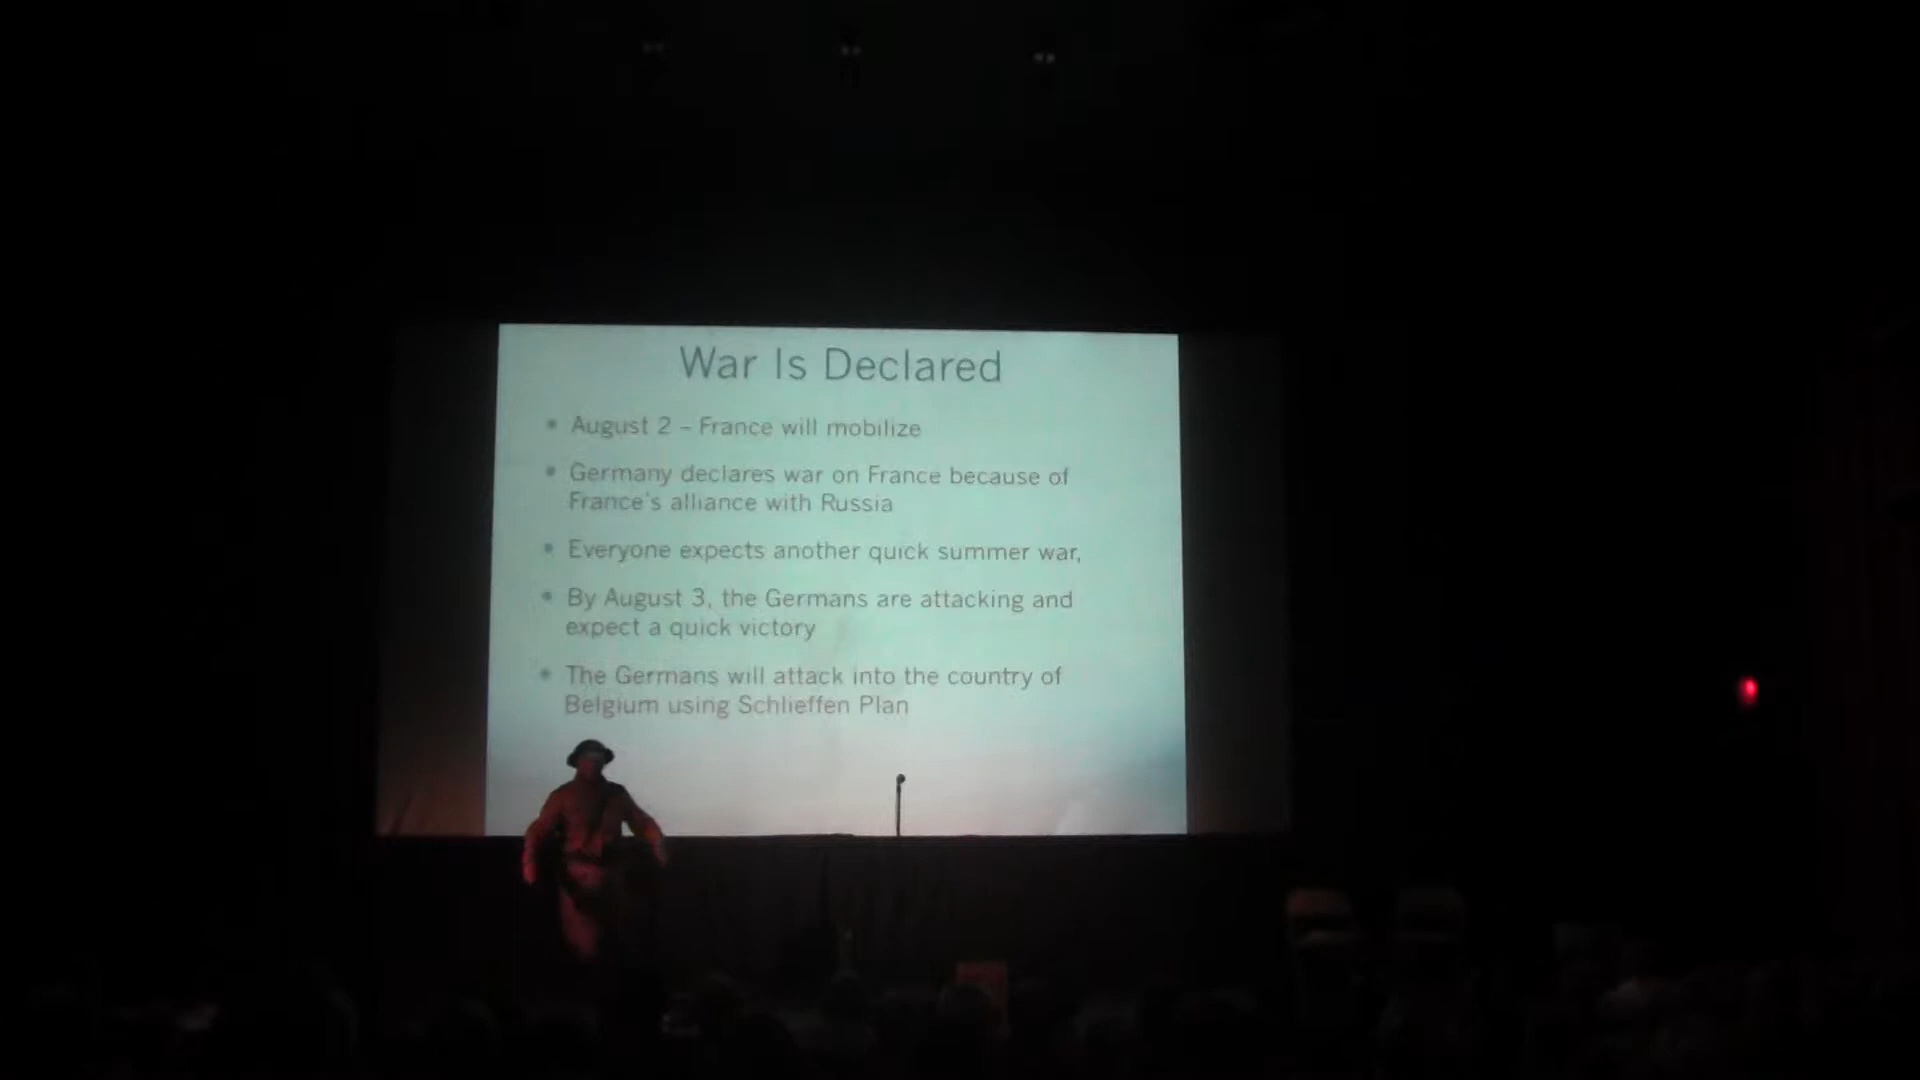 War Is Declared
• August 2 – France will mobilize
• Germany declares war on France because of
France's alliance with Russia
• Everyone expects another quick summer war,
• By August 3, the Germans are attacking and
expect a quick victory
• The Germans will attack into the country of
Belgium using Schlieffen Plan